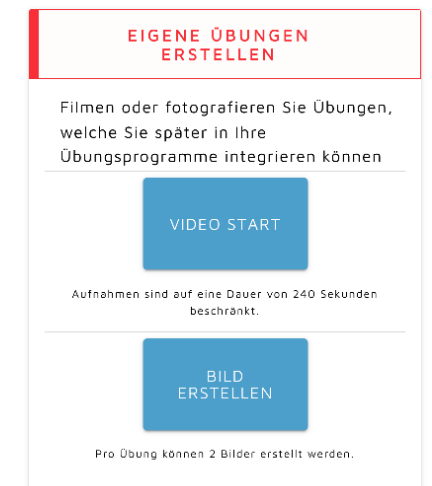 EIGENE ÜBUNGEN
ERSTELLEN
Filmen oder fotografieren Sie Übungen,
welche Sie später in Ihre
Übungsprogramme integrieren können
VIDEO START
Aufnahmen sind auf eine Dauer von 240 Sekunden
beschränkt.
BILD
ERSTELLEN
Pro Übung können 2 Bilder erstellt werden.